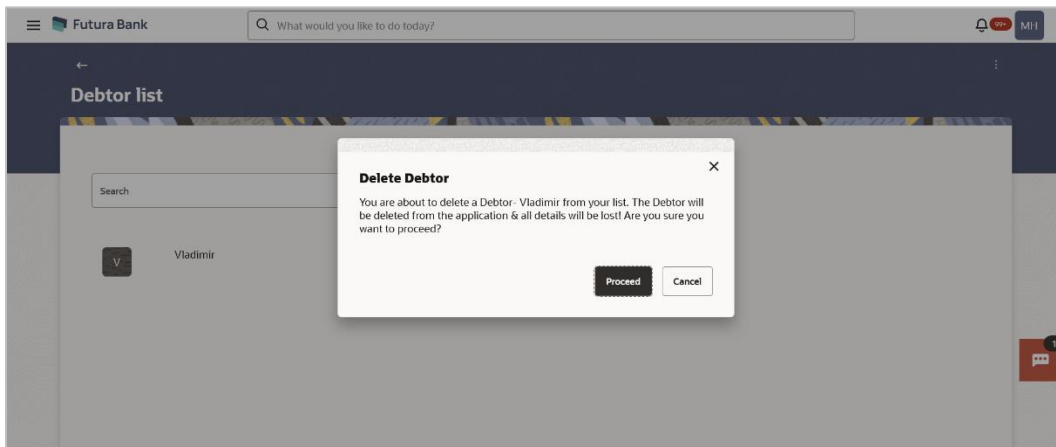 Futura Bank
What would you like to do today?
99+
MH
Debtor list
Search
V
Vladimir
Delete Debtor
You are about to delete a Debtor- Vladimir from your list. The Debtor will
be deleted from the application & all details will be lost! Are you sure you
want to proceed?
Proceed
Cancel